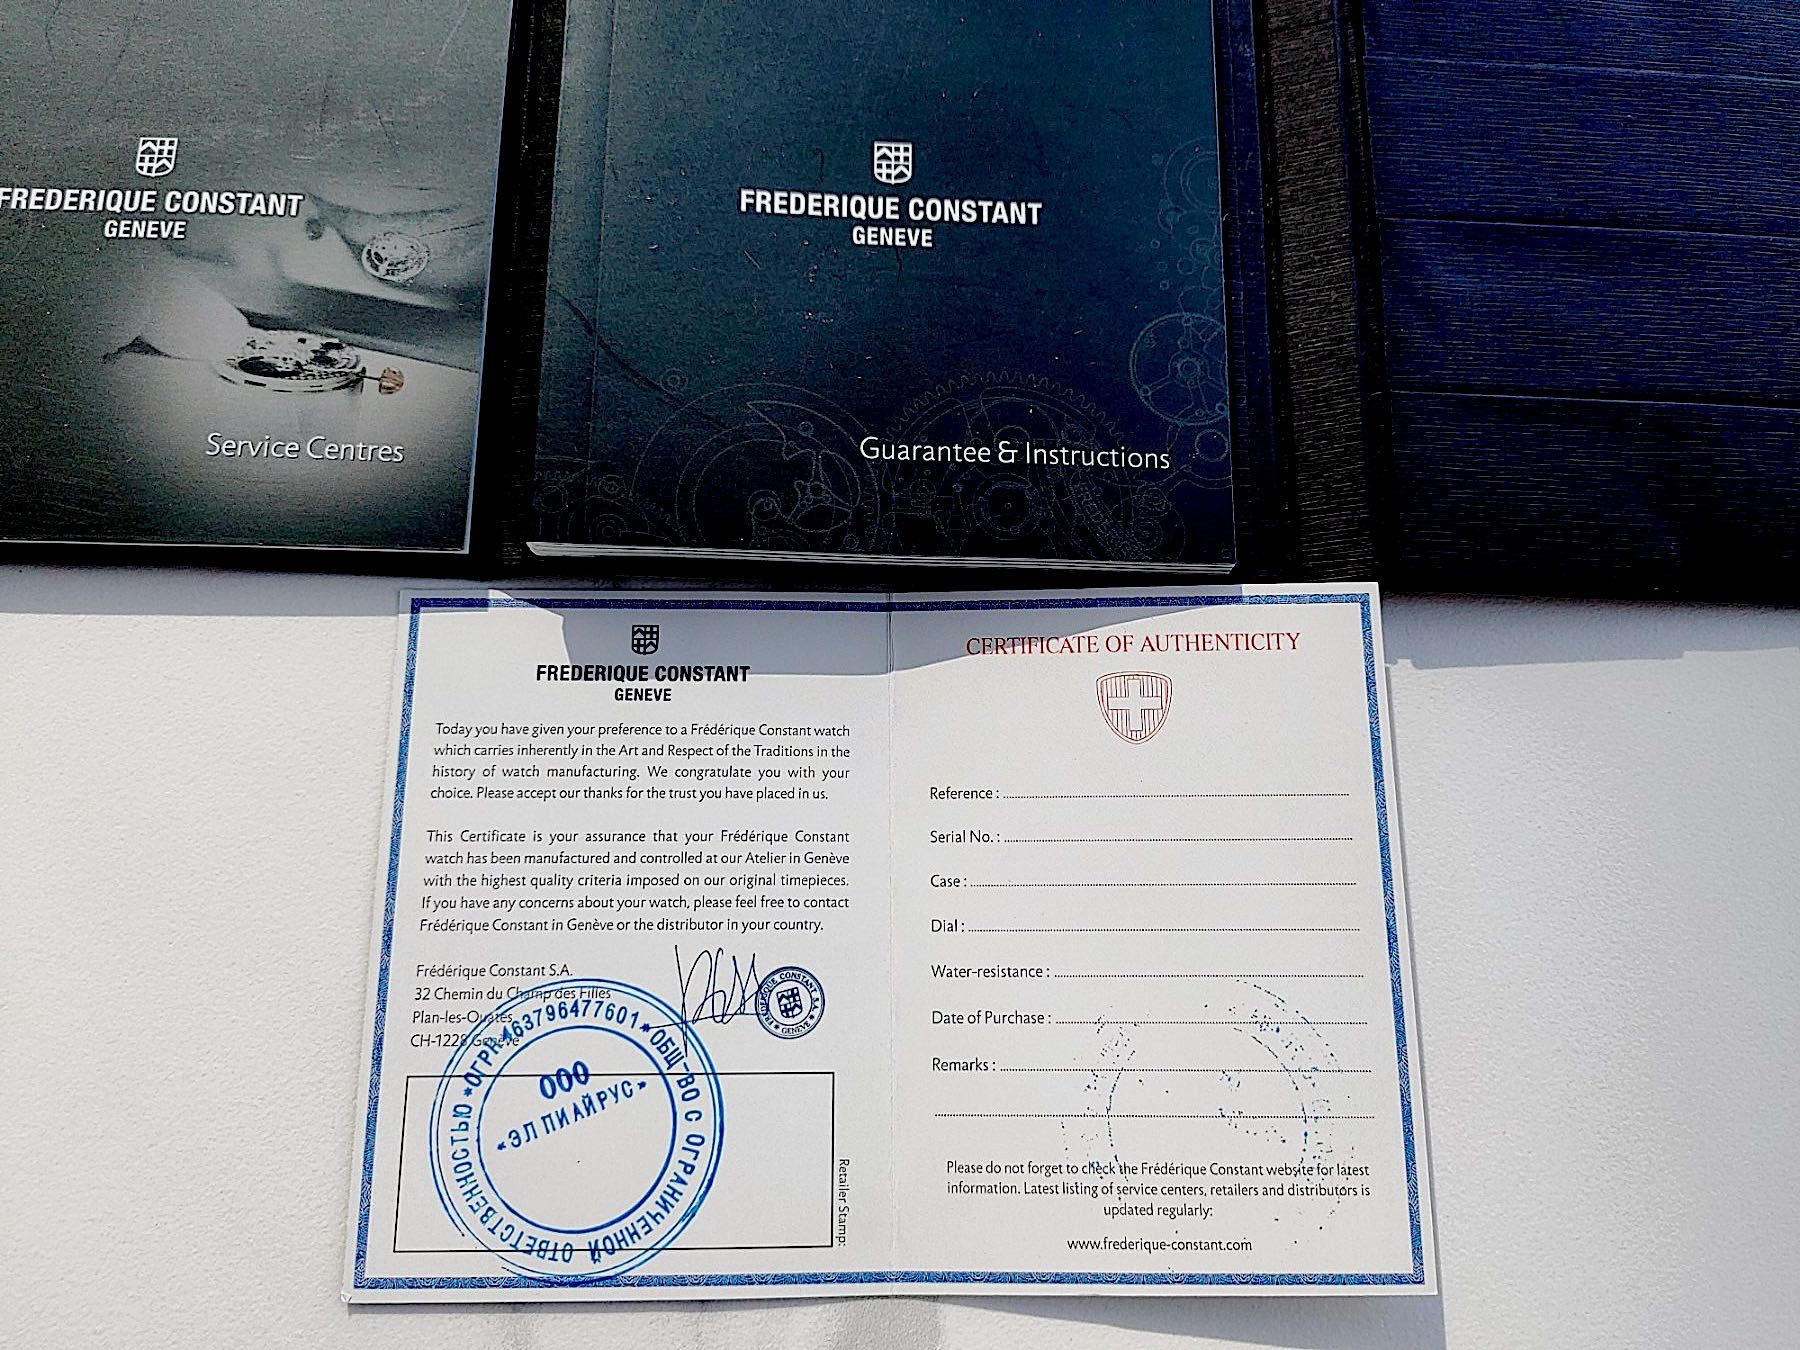 FREDERIQUE CONSTANT
GENEVE
Service Centres
FREDERIQUE CONSTANT
GENEVE
Guarantee & Instructions
FREDERIQUE CONSTANT
GENEVE
Today you have given your preference to a Frédérique Constant watch
which carries inherently in the Art and Respect of the Traditions in the
history of watch manufacturing. We congratulate you with your
choice. Please accept our thanks for the trust you have placed in us.
This Certificate is your assurance that your Frédérique Constant
watch has been manufactured and controlled at our Atelier in Genève
with the highest quality criteria imposed on our original timepieces.
If you have any concerns about your watch, please feel free to contact
Frédérique Constant in Genève or the distributor in your country.
Frédérique Constant S.A.
32 Chemin du Champ des Filles
Plan-les-Ouates
CH-1228 Genève
FRÉDÉRIQUE CONSTANT S.A.
* GENÈVE *
*ОГРН-463796477601*ОБЩ-ВО С ОГРАНИЧЕННОЙ ОТВЕТСТВЕННОСТЬЮ
ООО
«ЭЛ ПИАЙРУС»
Retailer Stamp:
CERTIFICATE OF AUTHENTICITY
Reference :
Serial No. :
Case :
Dial :
Water-resistance :
Date of Purchase :
Remarks :
Please do not forget to check the Frédérique Constant website for latest
information. Latest listing of service centers, retailers and distributors is
updated regularly:
www.frederique-constant.com